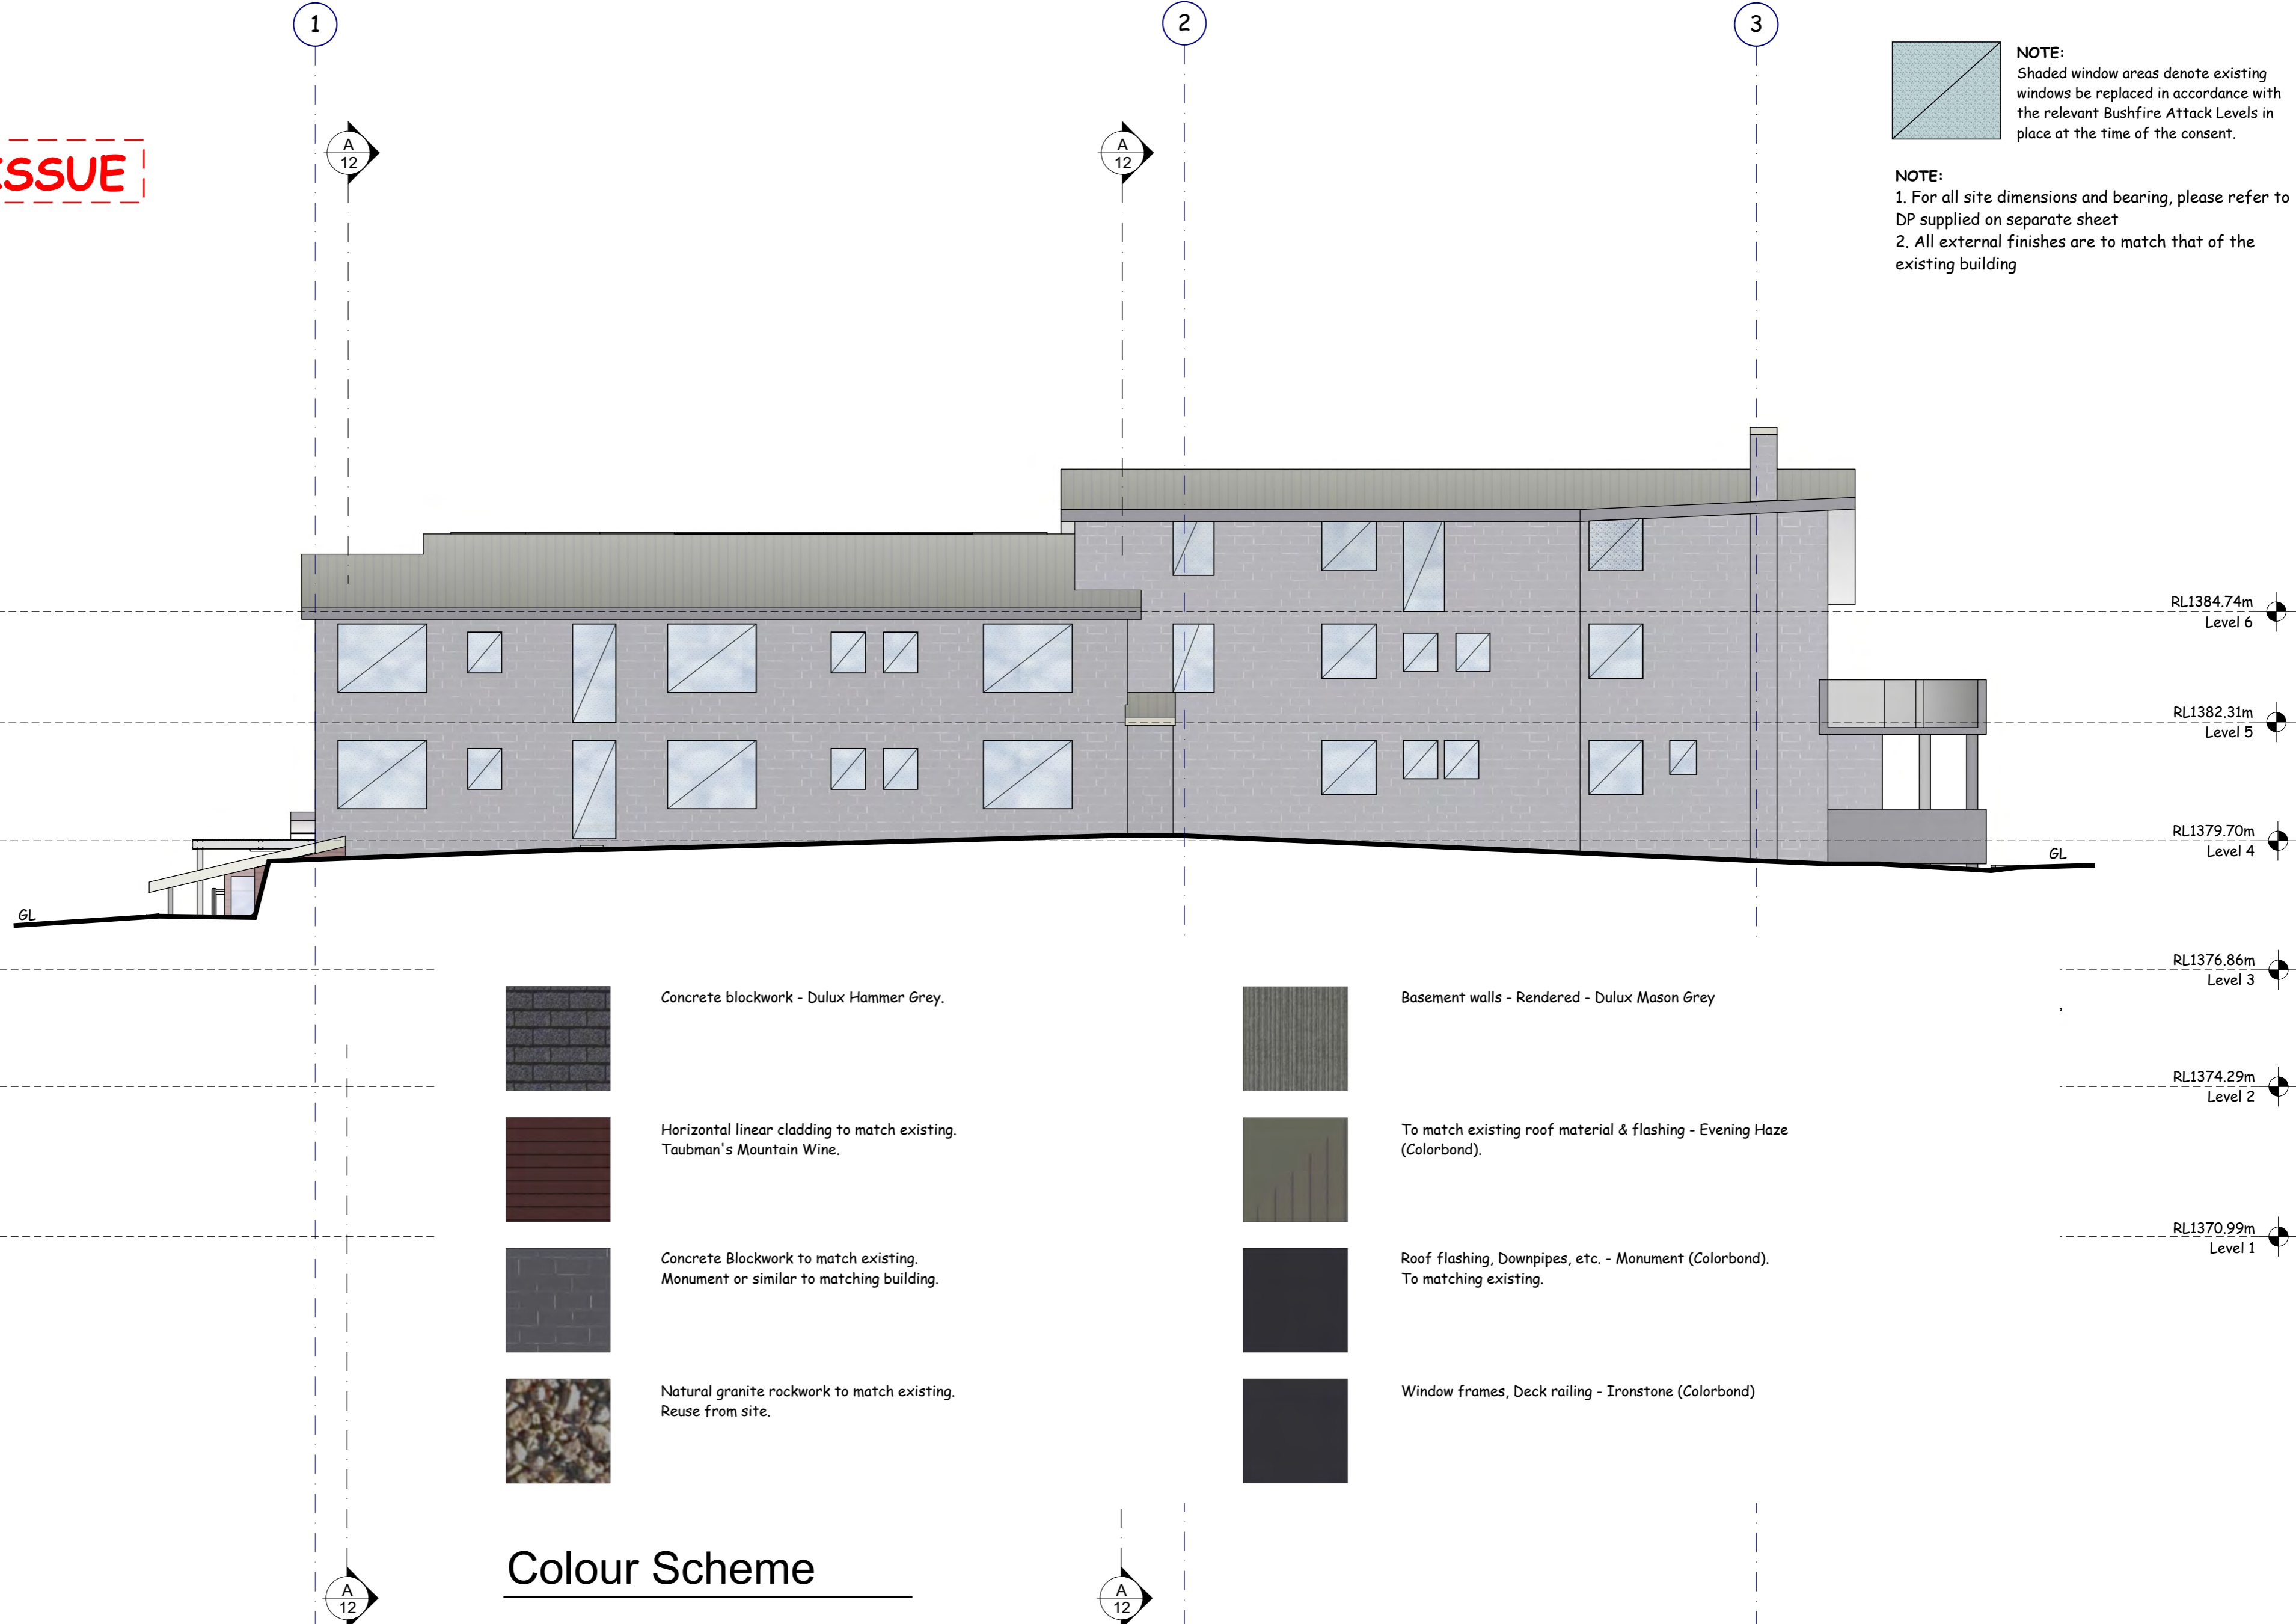 1
2
3
NOTE:
Shaded window areas denote existing
windows be replaced in accordance with
the relevant Bushfire Attack Levels in
place at the time of the consent.
A
12
A
12
SSUE
NOTE:
1. For all site dimensions and bearing, please refer to
DP supplied on separate sheet
2. All external finishes are to match that of the
existing building
RL1384.74m
Level 6
RL1382.31m
Level 5
RL1379.70m
Level 4
GL
GL
RL1376.86m
Level 3
RL1374.29m
Level 2
RL1370.99m
Level 1
Concrete blockwork - Dulux Hammer Grey.
Horizontal linear cladding to match existing.
Taubman's Mountain Wine.
Concrete Blockwork to match existing.
Monument or similar to matching building.
Natural granite rockwork to match existing.
Reuse from site.
Basement walls - Rendered - Dulux Mason Grey
To match existing roof material & flashing - Evening Haze
(Colorbond).
Roof flashing, Downpipes, etc. - Monument (Colorbond).
To matching existing.
Window frames, Deck railing - Ironstone (Colorbond)
Colour Scheme
A
12
A
12